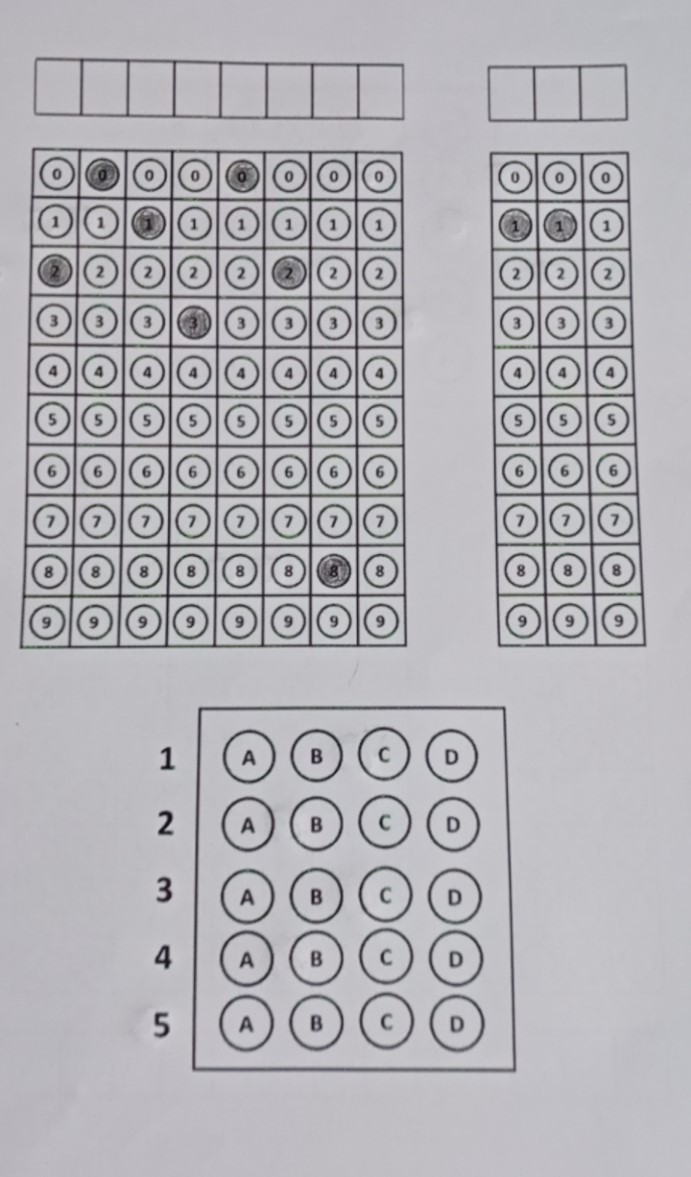 0 0 0 0 0 0 0 0 0 0 0
1 1 1 1 1 1 1 1 1 1 1
2 2 2 2 2 2 2 2 2 2 2
3 3 3 3 3 3 3 3 3 3 3
4 4 4 4 4 4 4 4 4 4 4
5 5 5 5 5 5 5 5 5 5 5
6 6 6 6 6 6 6 6 6 6 6
7 7 7 7 7 7 7 7 7 7 7
8 8 8 8 8 8 8 8 8 8 8
9 9 9 9 9 9 9 9 9 9 9
1 A B C D
2 A B C D
3 A B C D
4 A B C D
5 A B C D